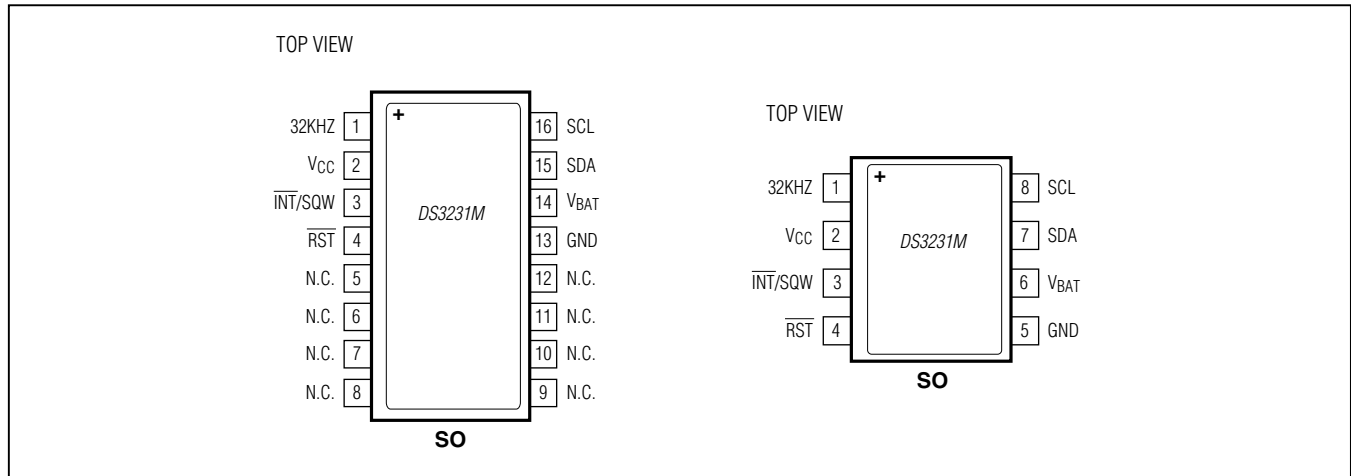 TOP VIEW
32KHZ 1 + 16 SCL
VCC 2 15 SDA
INT/SQW 3 DS3231M 14 VBAT
RST 4 13 GND
N.C. 5 12 N.C.
N.C. 6 11 N.C.
N.C. 7 10 N.C.
N.C. 8 9 N.C.
SO
TOP VIEW
32KHZ 1 + 8 SCL
VCC 2 DS3231M 7 SDA
INT/SQW 3 6 VBAT
RST 4 5 GND
SO